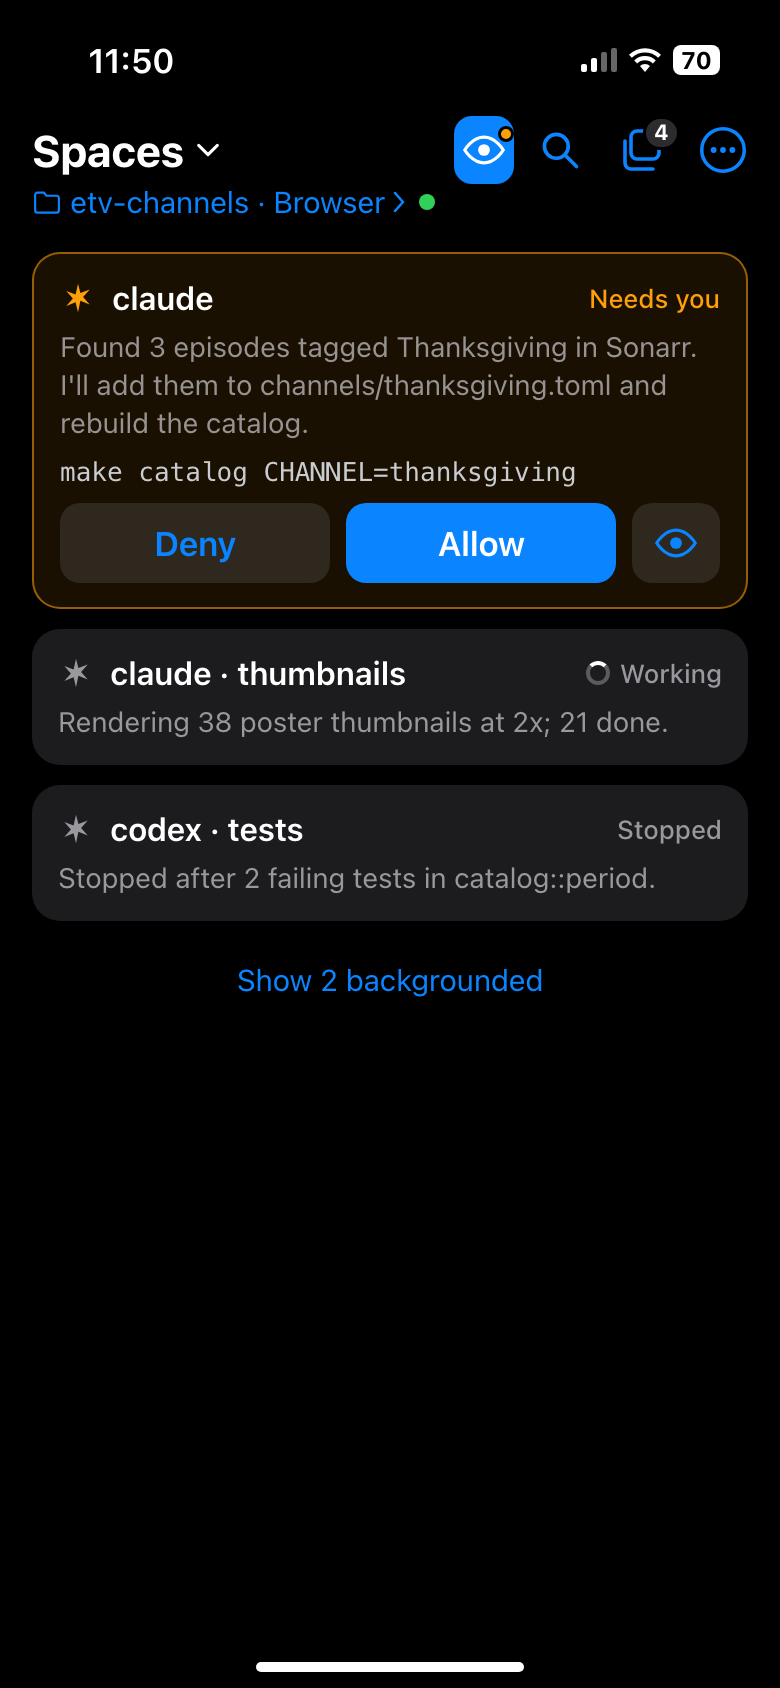 11:50
70
Spaces
4
etv-channels · Browser
claude
Needs you
Found 3 episodes tagged Thanksgiving in Sonarr.
I'll add them to channels/thanksgiving.toml and
rebuild the catalog.
make catalog CHANNEL=thanksgiving
Deny
Allow
claude · thumbnails
Working
Rendering 38 poster thumbnails at 2x; 21 done.
codex · tests
Stopped
Stopped after 2 failing tests in catalog::period.
Show 2 backgrounded